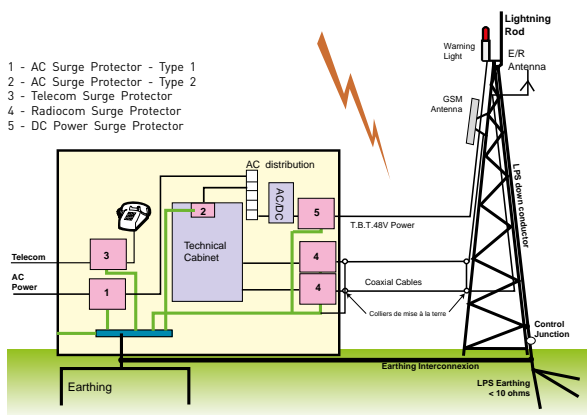 1 - AC Surge Protector - Type 1
2 - AC Surge Protector - Type 2
3 - Telecom Surge Protector
4 - Radiocom Surge Protector
5 - DC Power Surge Protector
Lightning
Rod
Warning
Light
E/R
Antenna
GSM
Antenna
LPS down conductor
AC distribution
AC/DC
2
5
T.B.T.48V Power
Technical
Cabinet
Telecom
3
4
AC
Power
1
4
Coaxial Cables
Colliers de mise à la terre
Control
Junction
Earthing Interconnexion
Earthing
LPS Earthing
< 10 ohms